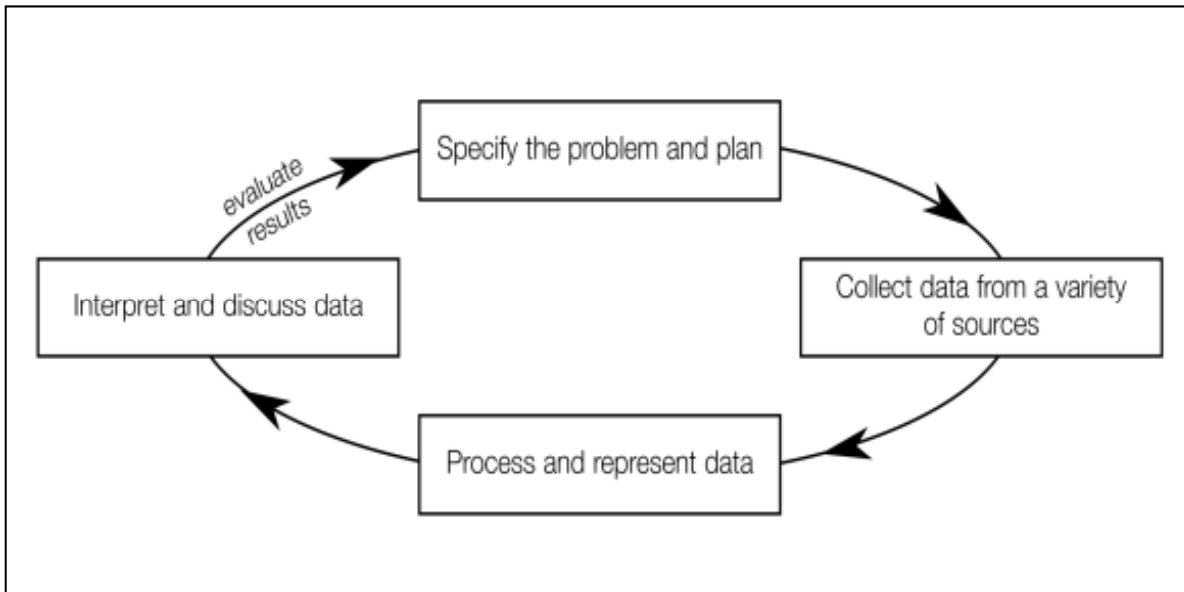 Specify the problem and plan
evaluate
results
Interpret and discuss data
Collect data from a variety
of sources
Process and represent data